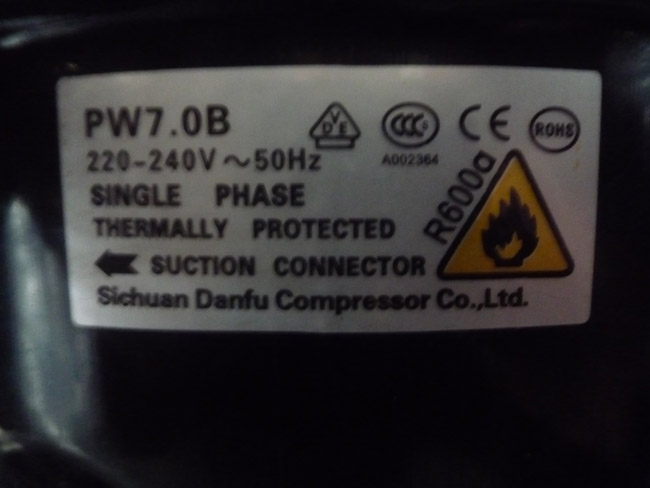 PW7.0B
VDE
CCC
CE
ROHS
A002364
220-240V ~50Hz
SINGLE PHASE
R600a
THERMALLY PROTECTED
SUCTION CONNECTOR
Sichuan Danfu Compressor Co.,Ltd.